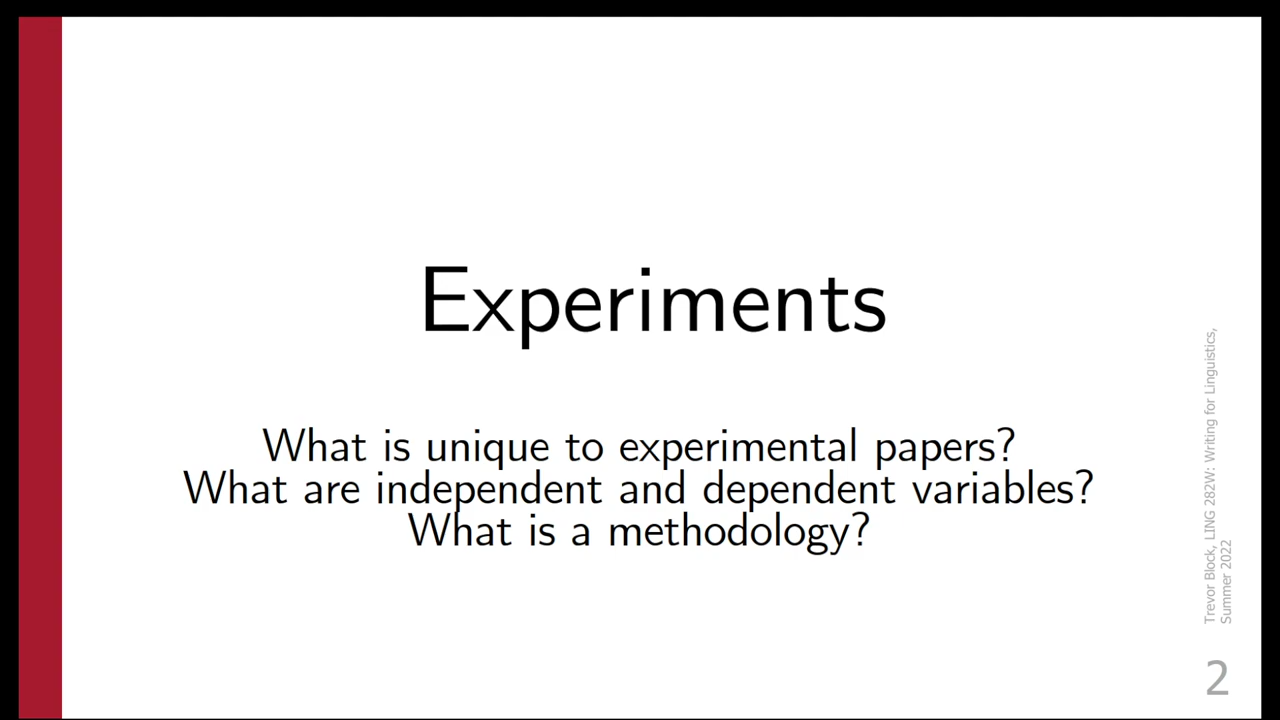 Experiments
What is unique to experimental papers?
What are independent and dependent variables?
What is a methodology?
Trevor Block, LING 282W: Writing for Linguistics,
Summer 2022
2